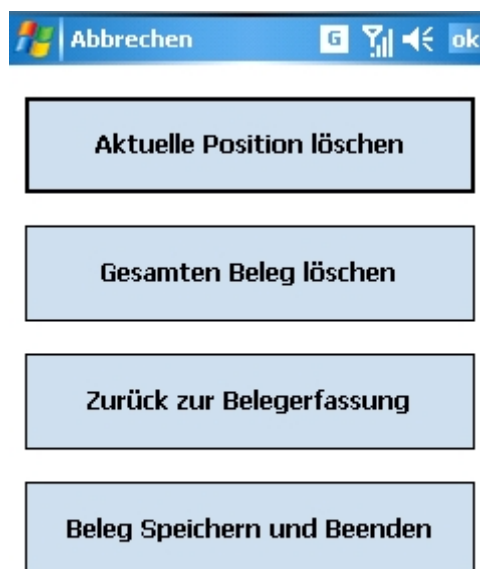 Abbrechen G ok
Aktuelle Position löschen
Gesamten Beleg löschen
Zurück zur Belegerfassung
Beleg Speichern und Beenden